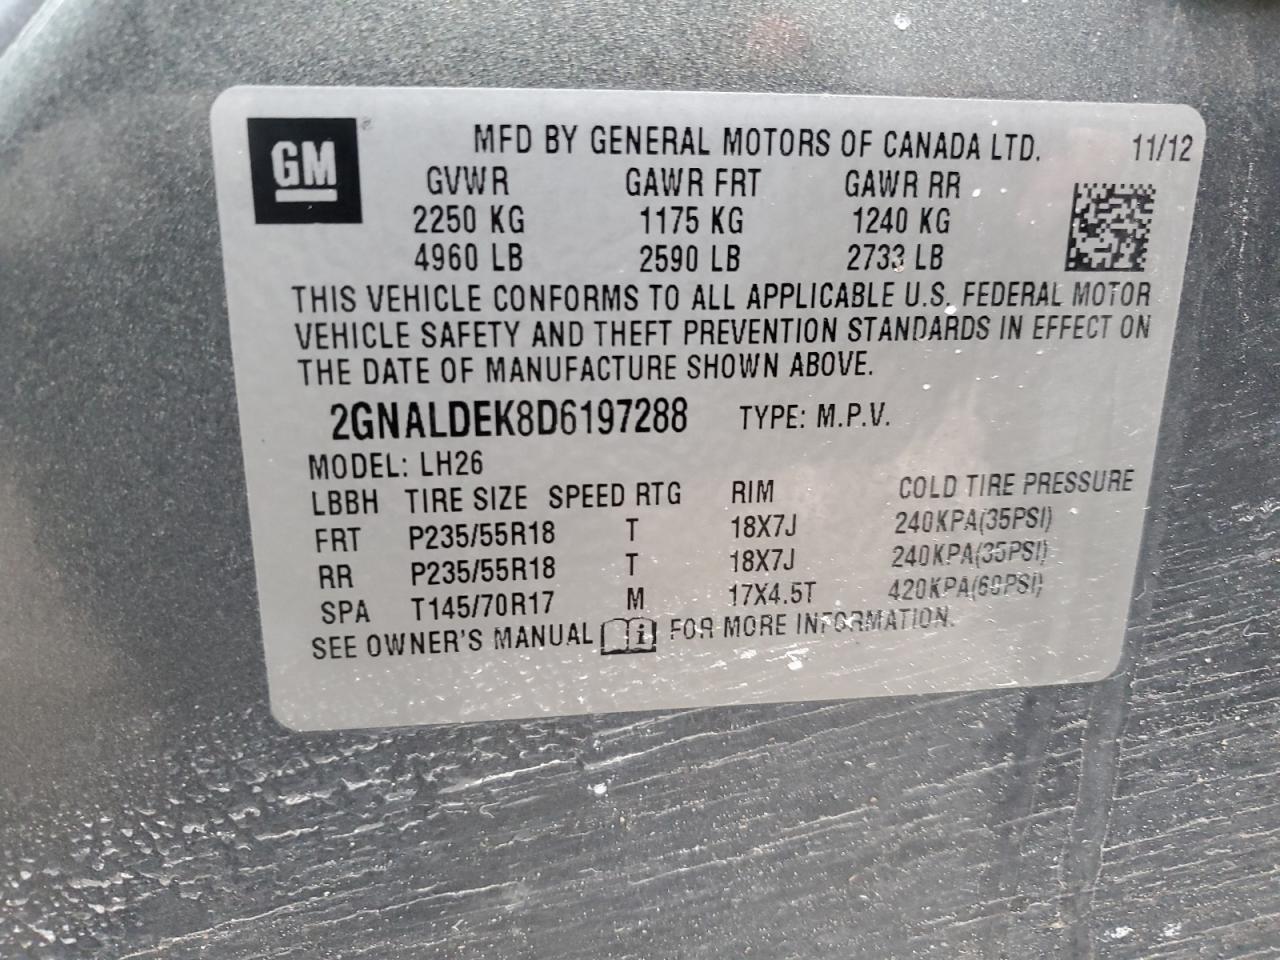 GM MFD BY GENERAL MOTORS OF CANADA LTD. 11/12
GVWR GAWR FRT GAWR RR
2250 KG 1175 KG 1240 KG
4960 LB 2590 LB 2733 LB
THIS VEHICLE CONFORMS TO ALL APPLICABLE U.S. FEDERAL MOTOR
VEHICLE SAFETY AND THEFT PREVENTION STANDARDS IN EFFECT ON
THE DATE OF MANUFACTURE SHOWN ABOVE.
2GNALDEK8D6197288 TYPE: M.P.V.
MODEL: LH26
LBBH TIRE SIZE SPEED RTG RIM COLD TIRE PRESSURE
FRT P235/55R18 T 18X7J 240KPA(35PSI)
RR P235/55R18 T 18X7J 240KPA(35PSI)
SPA T145/70R17 M 17X4.5T 420KPA(60PSI)
SEE OWNER'S MANUAL i FOR MORE INFORMATION.